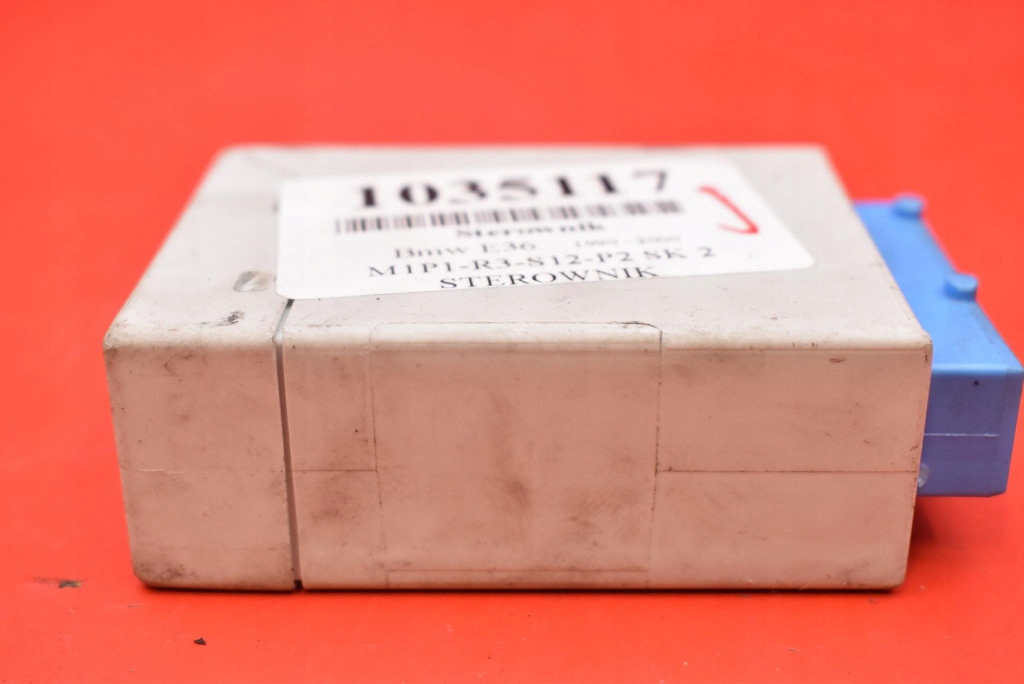 1035117
Sterownik
Bmw E36 1990 - 2000
M1P1-R3-S12-P2 SK 2
STEROWNIK